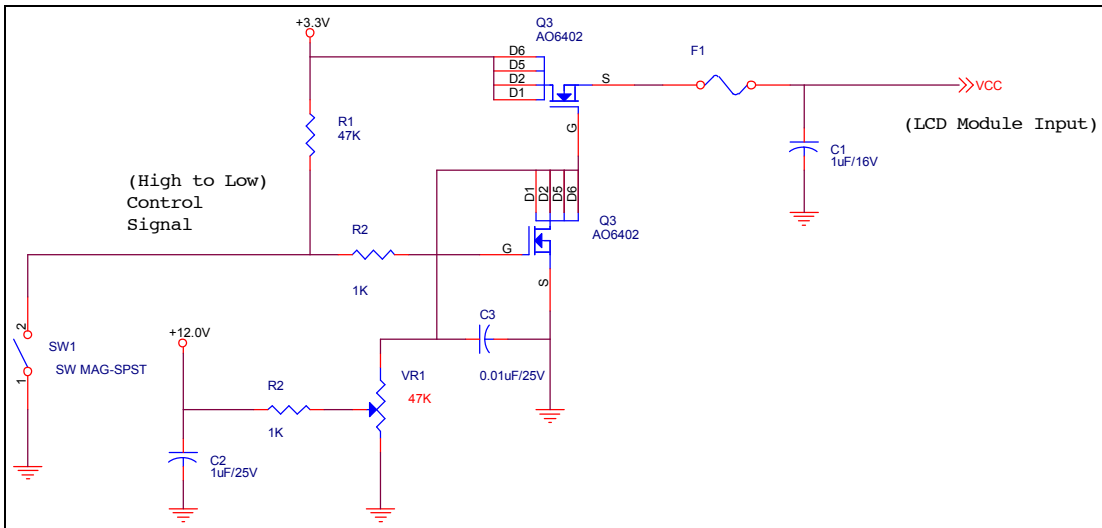 +3.3V
Q3
AO6402
D6
D5
D2
D1
S
G
F1
VCC
(LCD Module Input)
R1
47K
C1
1uF/16V
(High to Low)
Control
Signal
D1
D2
D5
D6
Q3
AO6402
R2
1K
G
S
2
1
SW1
SW MAG-SPST
+12.0V
C3
0.01uF/25V
R2
1K
VR1
47K
C2
1uF/25V